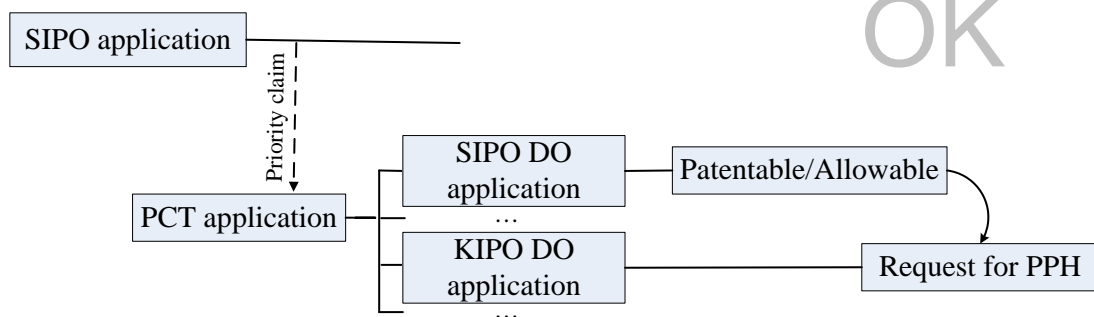 OK
SIPO application
Priority claim
SIPO DO
application
Patentable/Allowable
…
PCT application
KIPO DO
application
Request for PPH
…